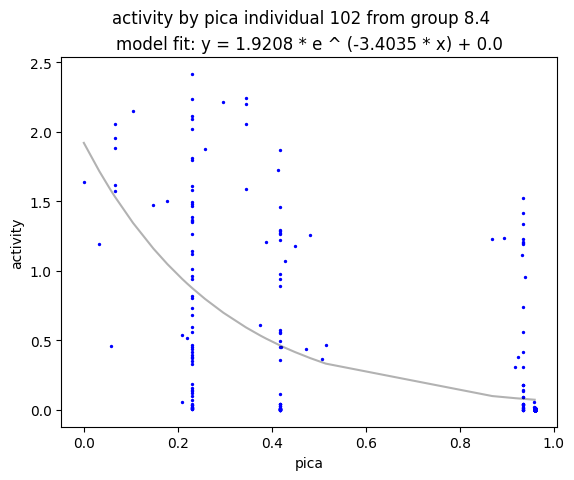 activity by pica individual 102 from group 8.4
model fit: y = 1.9208 * e ^ (-3.4035 * x) + 0.0
2.5
2.0
1.5
1.0
0.5
0.0
activity
0.0 0.2 0.4 0.6 0.8 1.0
pica